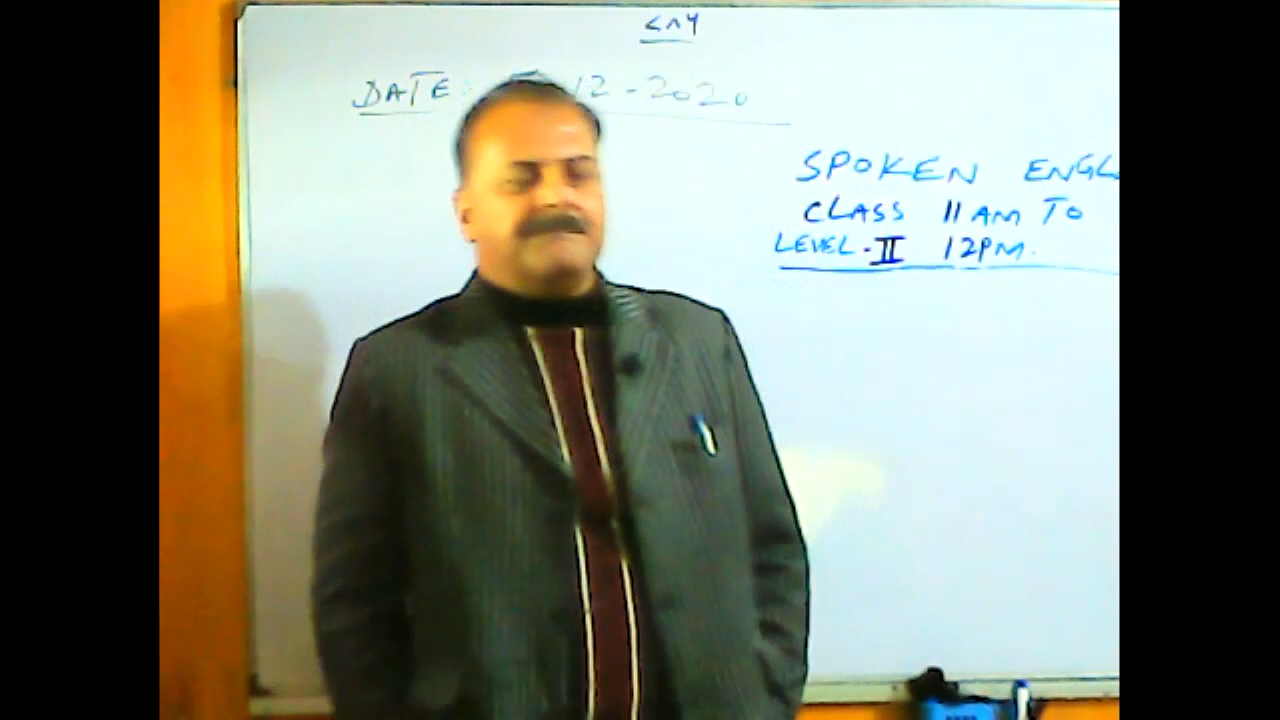 DATE: 12-2020
SPOKEN ENGL
CLASS 11 AM TO
LEVEL-II 12PM.